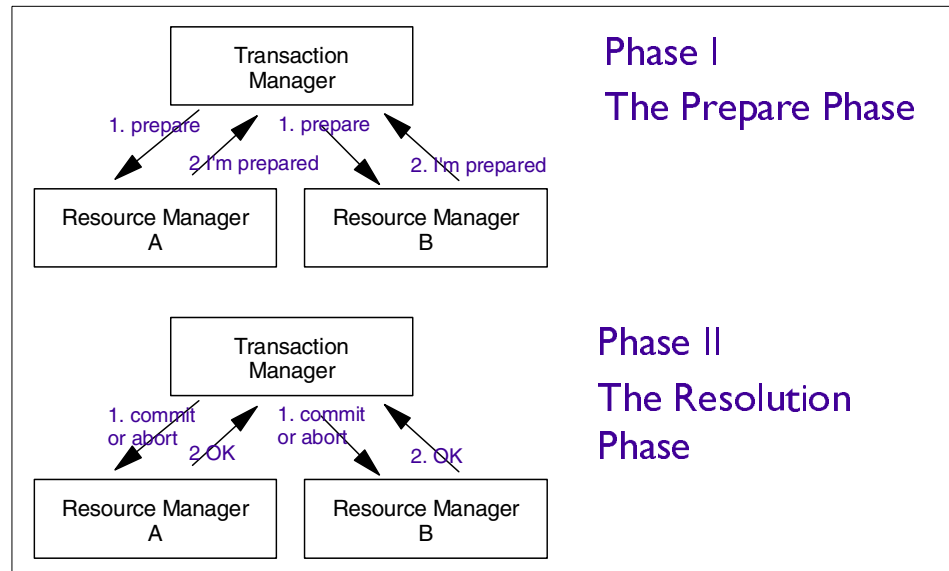 Transaction
Manager
Phase I
The Prepare Phase
1. prepare
1. prepare
2 I'm prepared
2. I'm prepared
Resource Manager
A
Resource Manager
B
Transaction
Manager
Phase II
The Resolution
Phase
1. commit
or abort
1. commit
or abort
2 OK
2. OK
Resource Manager
A
Resource Manager
B